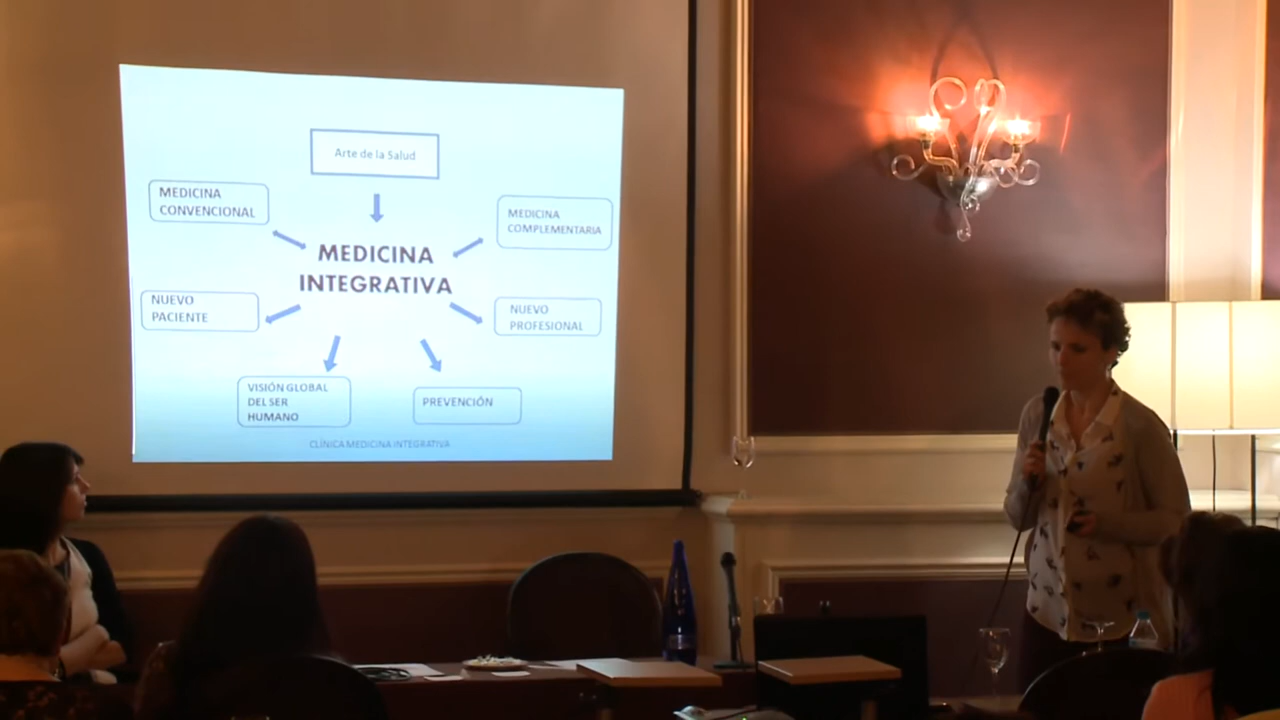 Arte de la Salud
MEDICINA
CONVENCIONAL
MEDICINA
COMPLEMENTARIA
MEDICINA
INTEGRATIVA
NUEVO
PACIENTE
NUEVO
PROFESIONAL
VISIÓN GLOBAL
DEL SER
HUMANO
PREVENCIÓN
CLÍNICA MEDICINA INTEGRATIVA